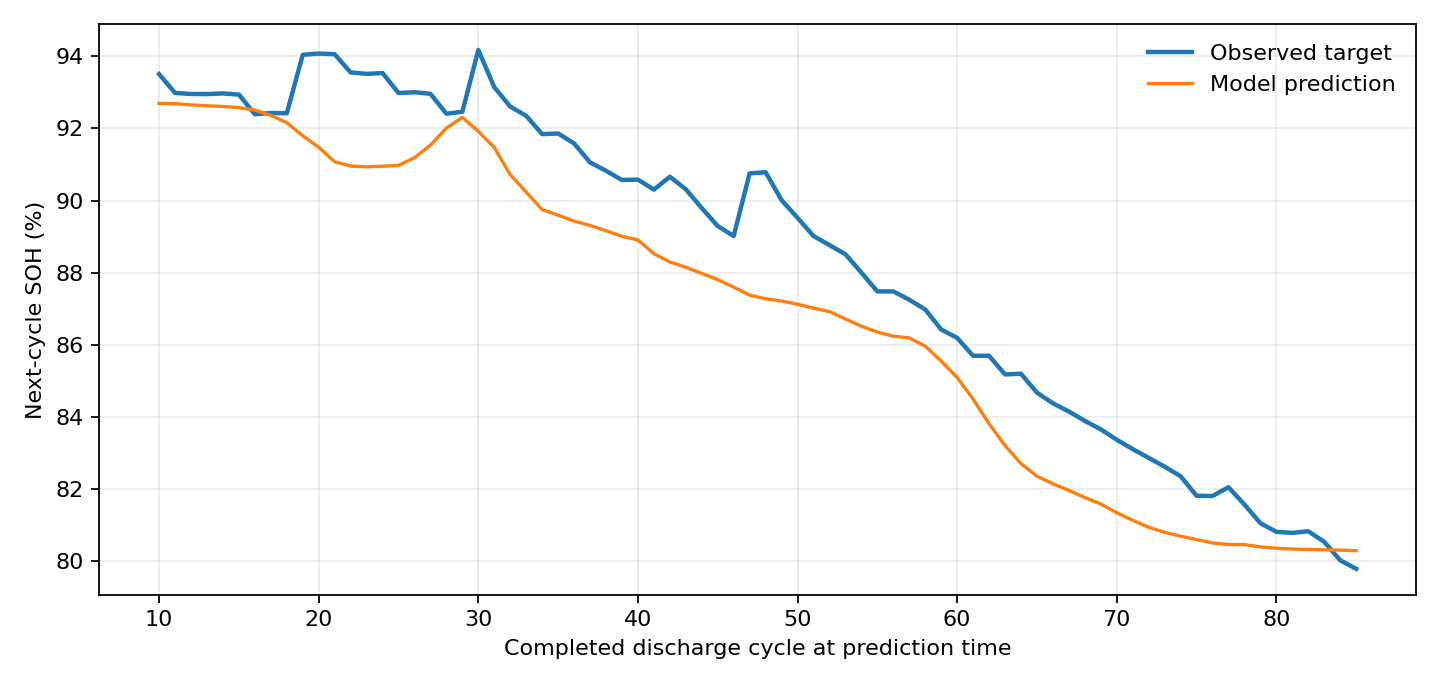 Observed target
Model prediction
94
92
90
88
86
84
82
80
Next-cycle SOH (%)
10 20 30 40 50 60 70 80
Completed discharge cycle at prediction time